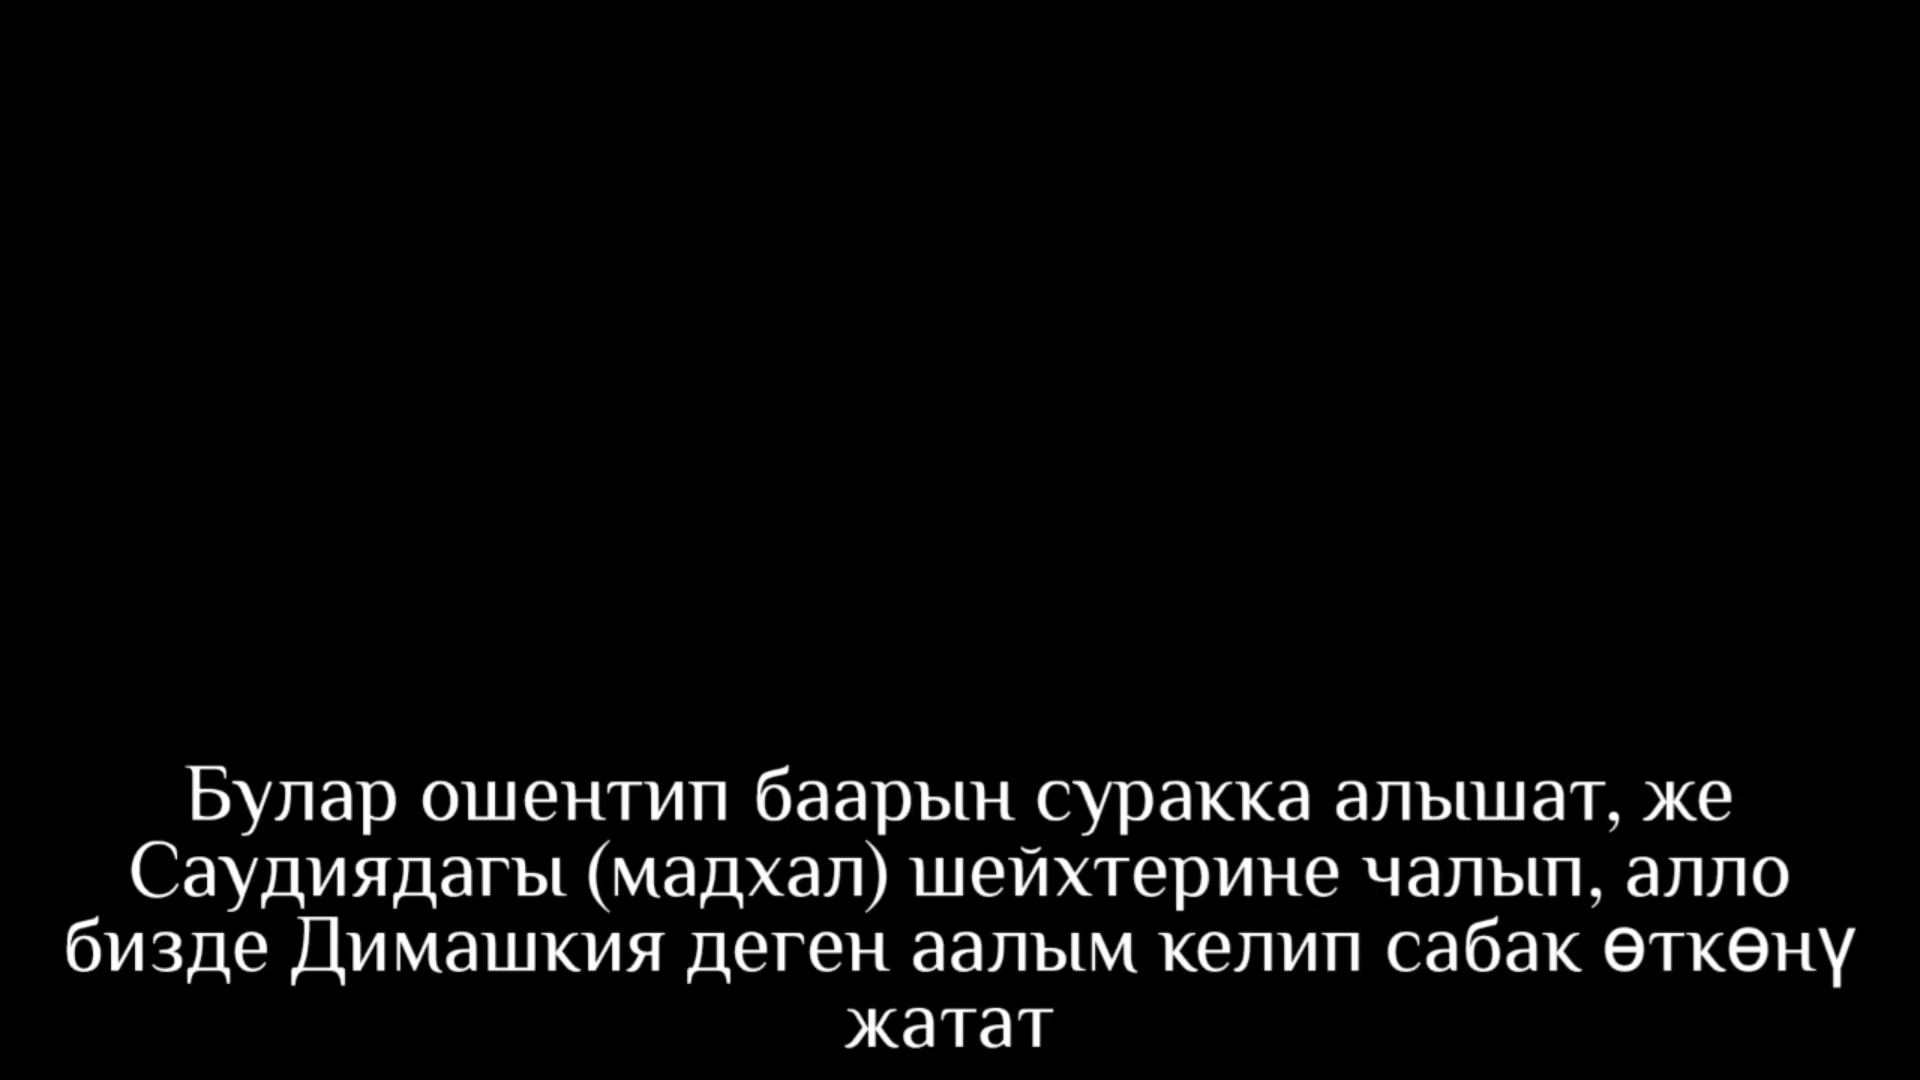 Булар ошентип баарын суракка алышат, же
Саудиядагы (мадхал) шейхтерине чалып, алло
бизде Димашкия деген аалым келип сабак өткөнү
жатат